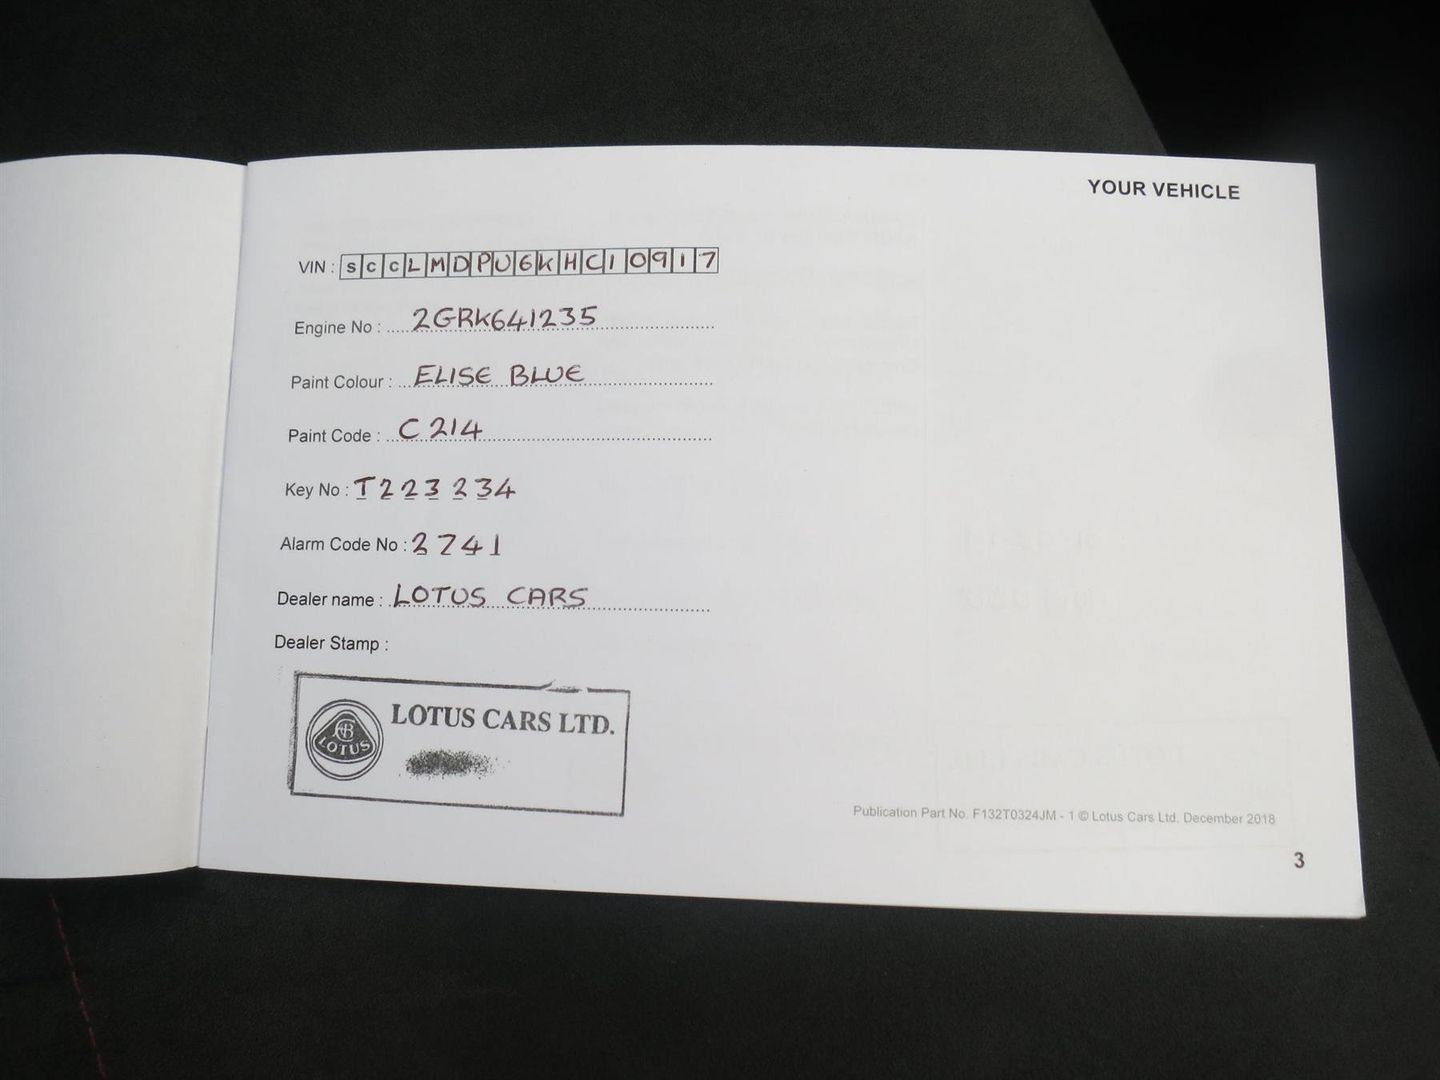 YOUR VEHICLE
VIN : SCCLMDPU6KHC10917
Engine No : 2GRK641235
Paint Colour : ELISE BLUE
Paint Code : C214
Key No : T223234
Alarm Code No : 2741
Dealer name : LOTUS CARS
Dealer Stamp :
LOTUS CARS LTD.
LOTUS
Publication Part No. F132T0324JM - 1 © Lotus Cars Ltd. December 2018
3